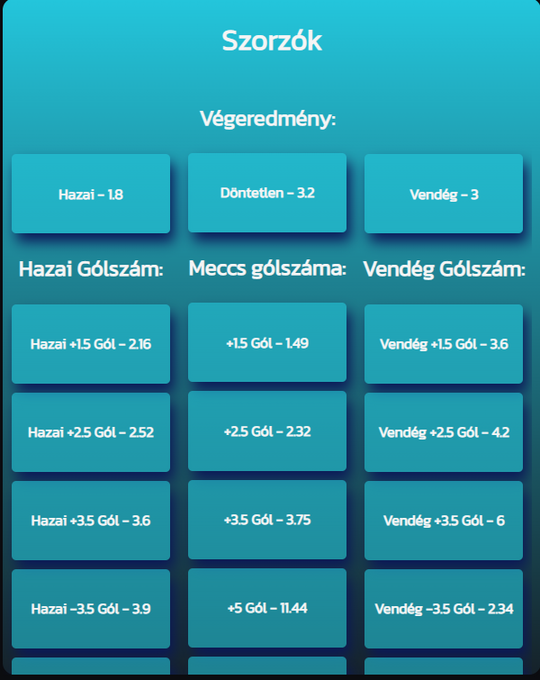 Szorzók
Végeredmény:
Hazai - 1.8
Döntetlen - 3.2
Vendég - 3
Hazai Gólszám:
Meccs gólszáma:
Vendég Gólszám:
Hazai +1.5 Gól - 2.16
+1.5 Gól - 1.49
Vendég +1.5 Gól - 3.6
Hazai +2.5 Gól - 2.52
+2.5 Gól - 2.32
Vendég +2.5 Gól - 4.2
Hazai +3.5 Gól - 3.6
+3.5 Gól - 3.75
Vendég +3.5 Gól - 6
Hazai -3.5 Gól - 3.9
+5 Gól - 11.44
Vendég -3.5 Gól - 2.34